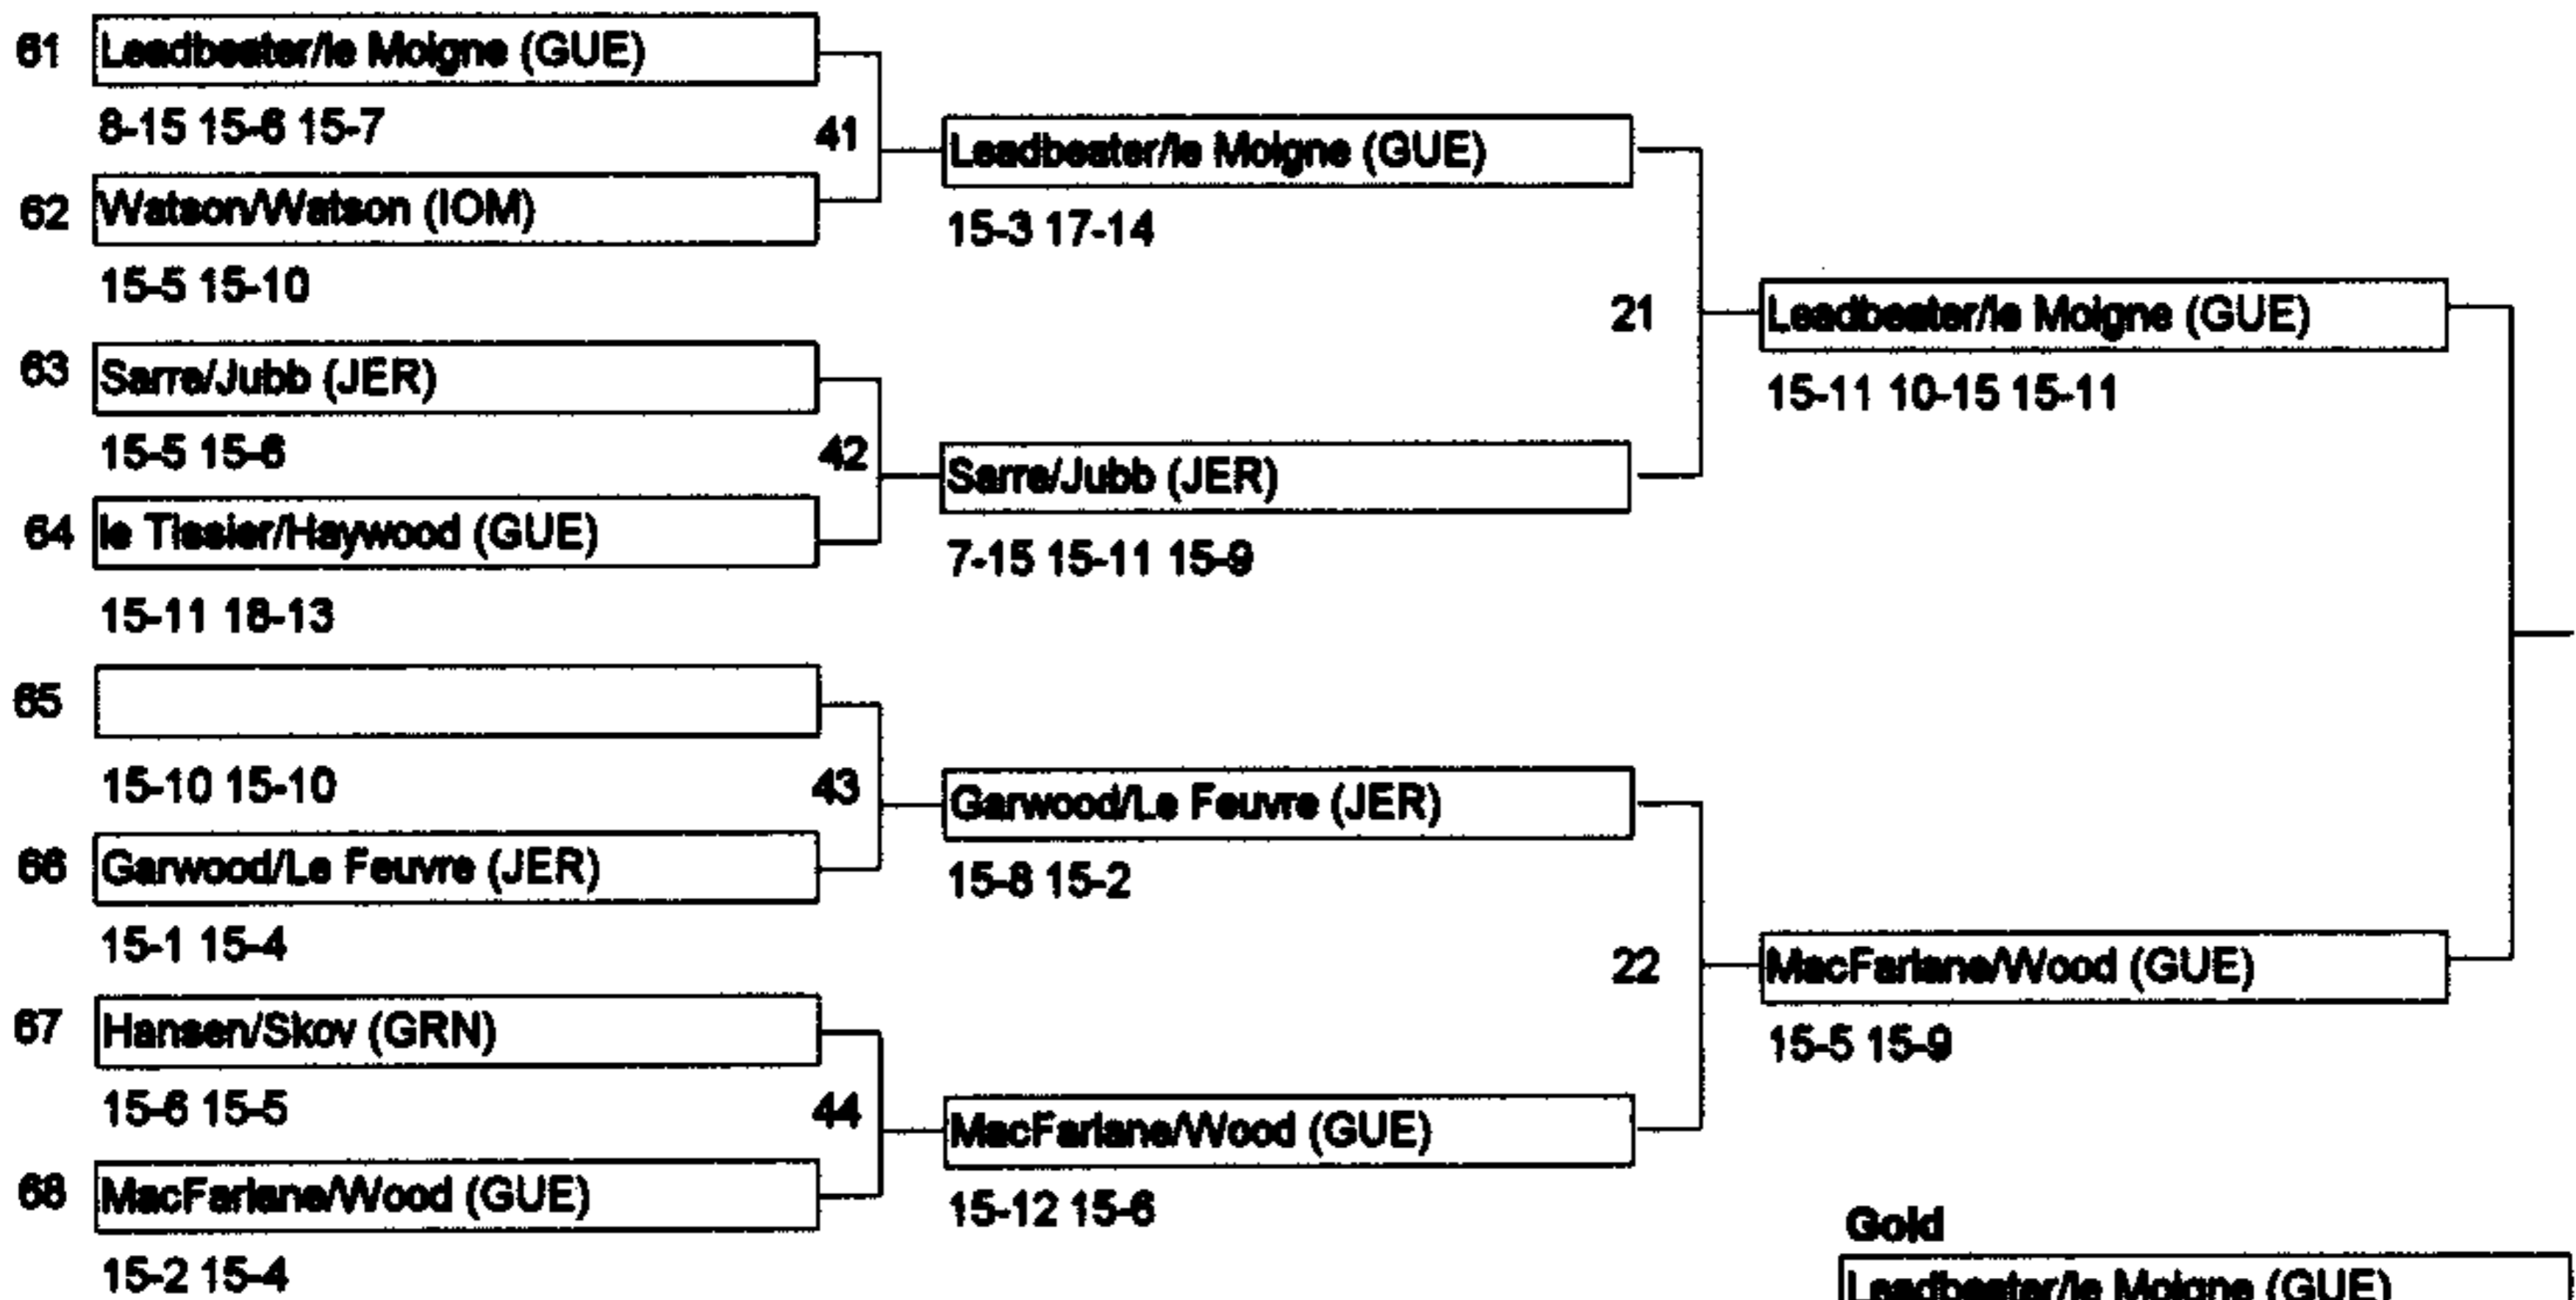 61 Leadbeater/le Moigne (GUE)
8-15 15-6 15-7
41
62 Watson/Watson (IOM)
15-5 15-10
Leadbeater/le Moigne (GUE)
15-3 17-14
63 Sarre/Jubb (JER)
15-5 15-6
42
64 le Tissier/Haywood (GUE)
15-11 18-13
Sarre/Jubb (JER)
7-15 15-11 15-9
21
Leadbeater/le Moigne (GUE)
15-11 10-15 15-11
65
15-10 15-10
43
66 Garwood/Le Feuvre (JER)
15-1 15-4
Garwood/Le Feuvre (JER)
15-8 15-2
67 Hansen/Skov (GRN)
15-6 15-5
44
68 MacFarlane/Wood (GUE)
15-2 15-4
MacFarlane/Wood (GUE)
15-12 15-6
22
MacFarlane/Wood (GUE)
15-5 15-9
Gold
Leadbeater/le Moigne (GUE)